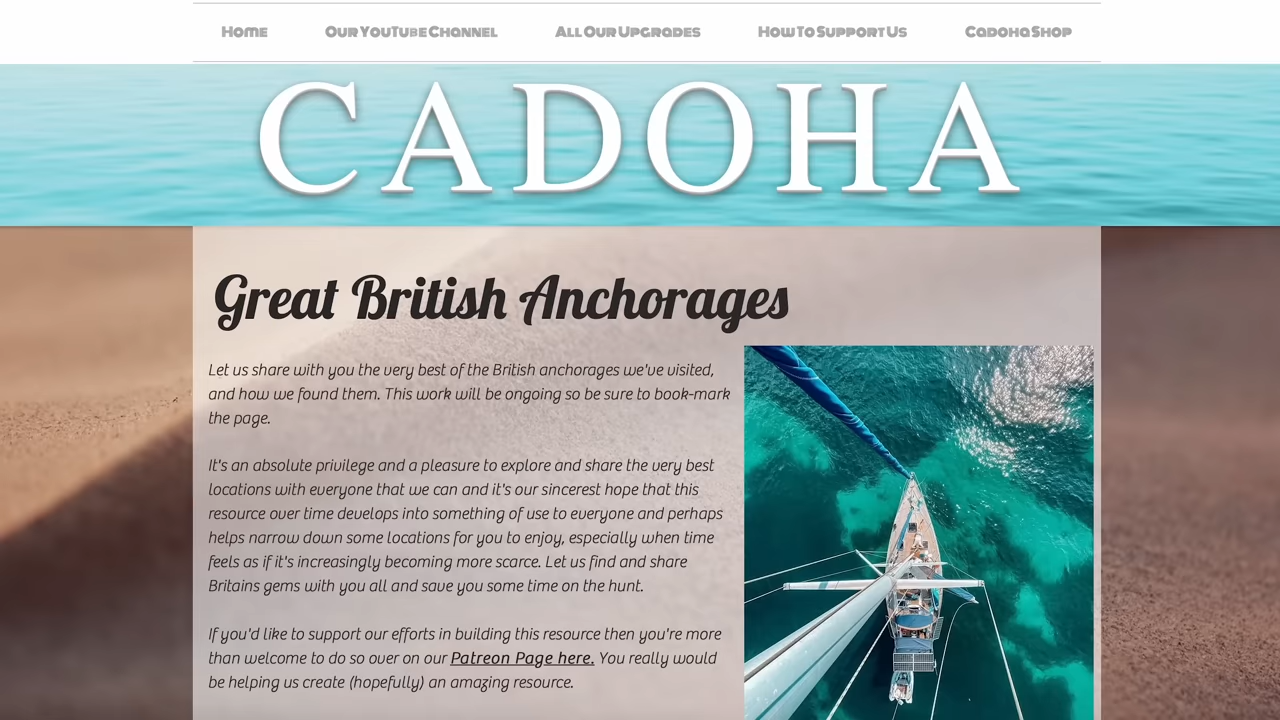 Home Our YouTube Channel All Our Upgrades How To Support Us Cadoha Shop
CADOHA
Great British Anchorages
Let us share with you the very best of the British anchorages we've visited,
and how we found them. This work will be ongoing so be sure to book-mark
the page.
It's an absolute privilege and a pleasure to explore and share the very best
locations with everyone that we can and it's our sincerest hope that this
resource over time develops into something of use to everyone and perhaps
helps narrow down some locations for you to enjoy, especially when time
feels as if it's increasingly becoming more scarce. Let us find and share
Britains gems with you all and save you some time on the hunt.
If you'd like to support our efforts in building this resource then you're more
than welcome to do so over on our Patreon Page here. You really would
be helping us create (hopefully) an amazing resource.